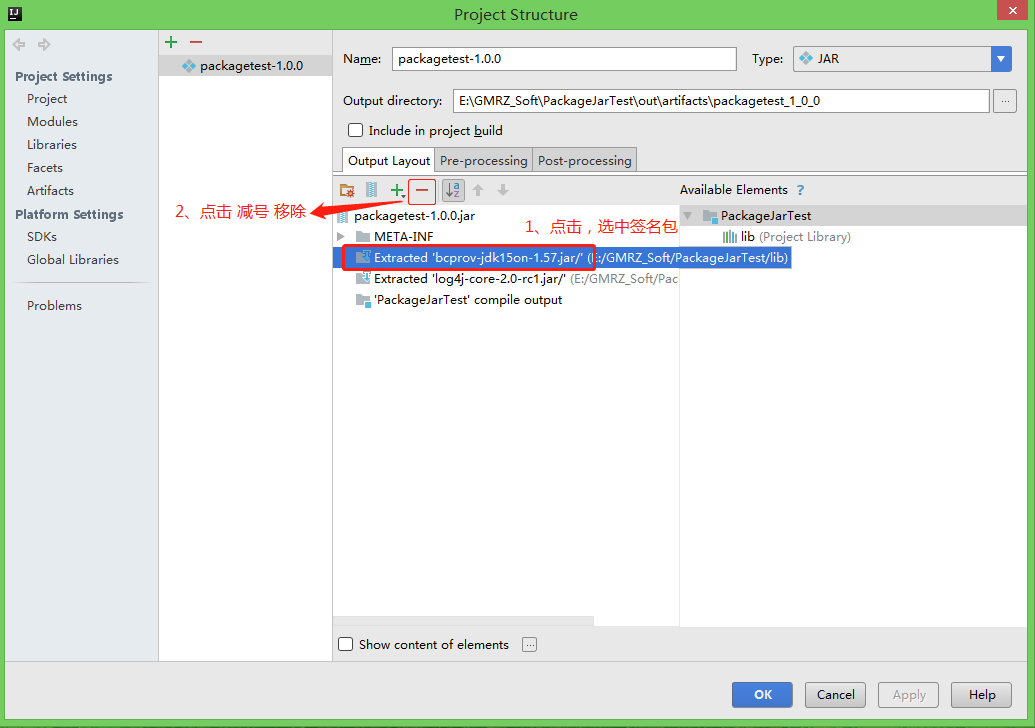 Project Structure
Project Settings
Project
Modules
Libraries
Facets
Artifacts
Platform Settings
SDKs
Global Libraries
Problems
packagetest-1.0.0
Name: packagetest-1.0.0 Type: JAR
Output directory: E:\GMRZ_Soft\PackageJarTest\out\artifacts\packagetest_1_0_0 ...
Include in project build
Output Layout Pre-processing Post-processing
Available Elements ?
2、点击 减号 移除
1、点击，选中签名包
packagetest-1.0.0.jar
META-INF
Extracted 'bcprov-jdk15on-1.57.jar/' (E:/GMRZ_Soft/PackageJarTest/lib)
Extracted 'log4j-core-2.0-rc1.jar/' (E:/GMRZ_Soft/Pac
'PackageJarTest' compile output
PackageJarTest
lib (Project Library)
Show content of elements ...
OK Cancel Apply Help